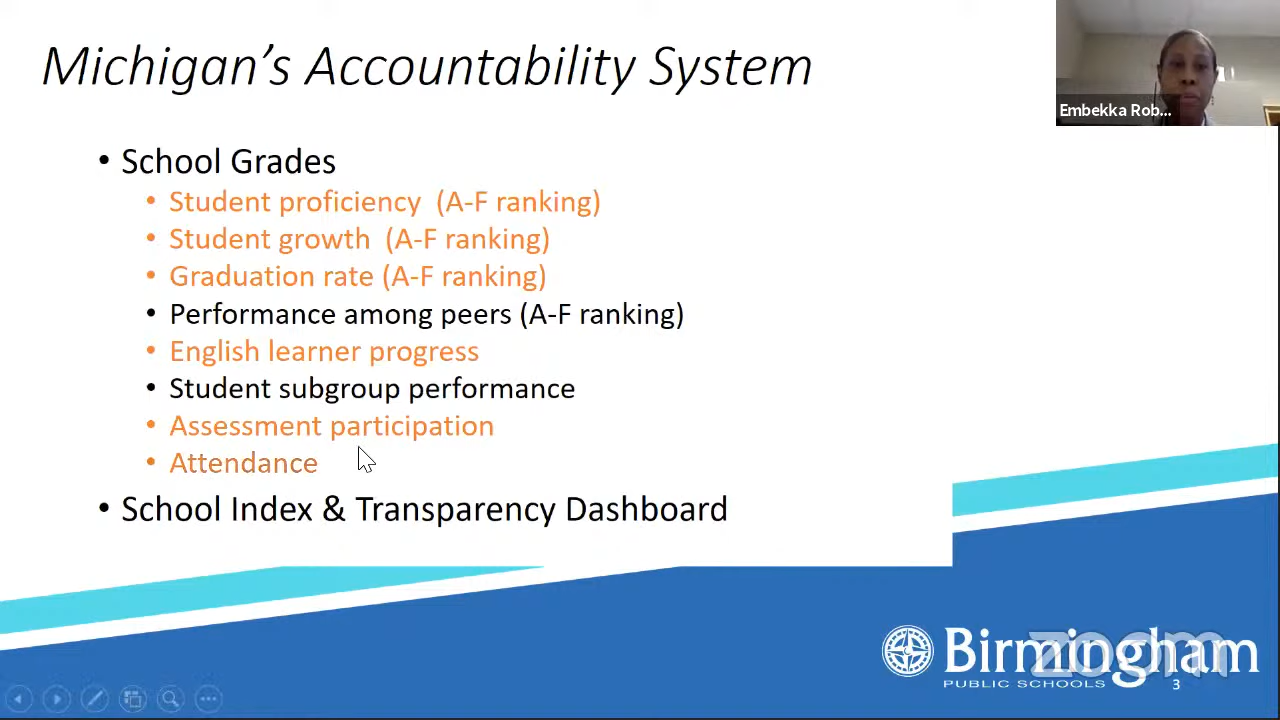 Michigan's Accountability System
Embekka Rob...
• School Grades
• Student proficiency (A-F ranking)
• Student growth (A-F ranking)
• Graduation rate (A-F ranking)
• Performance among peers (A-F ranking)
• English learner progress
• Student subgroup performance
• Assessment participation
• Attendance
• School Index & Transparency Dashboard
Birmingham
zoom
PUBLIC SCHOOLS
3